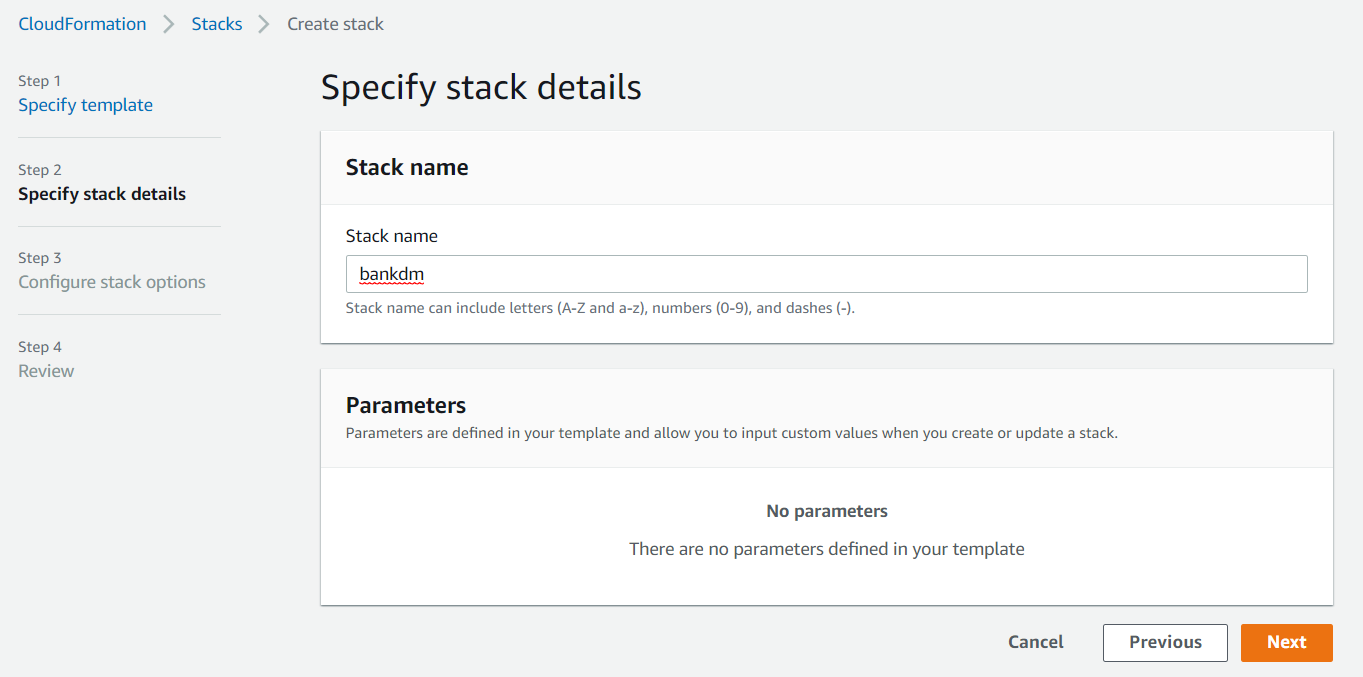 CloudFormation > Stacks > Create stack
Step 1
Specify template
Step 2
Specify stack details
Step 3
Configure stack options
Step 4
Review
Specify stack details
Stack name
Stack name
bankdm
Stack name can include letters (A-Z and a-z), numbers (0-9), and dashes (-).
Parameters
Parameters are defined in your template and allow you to input custom values when you create or update a stack.
No parameters
There are no parameters defined in your template
Cancel Previous Next